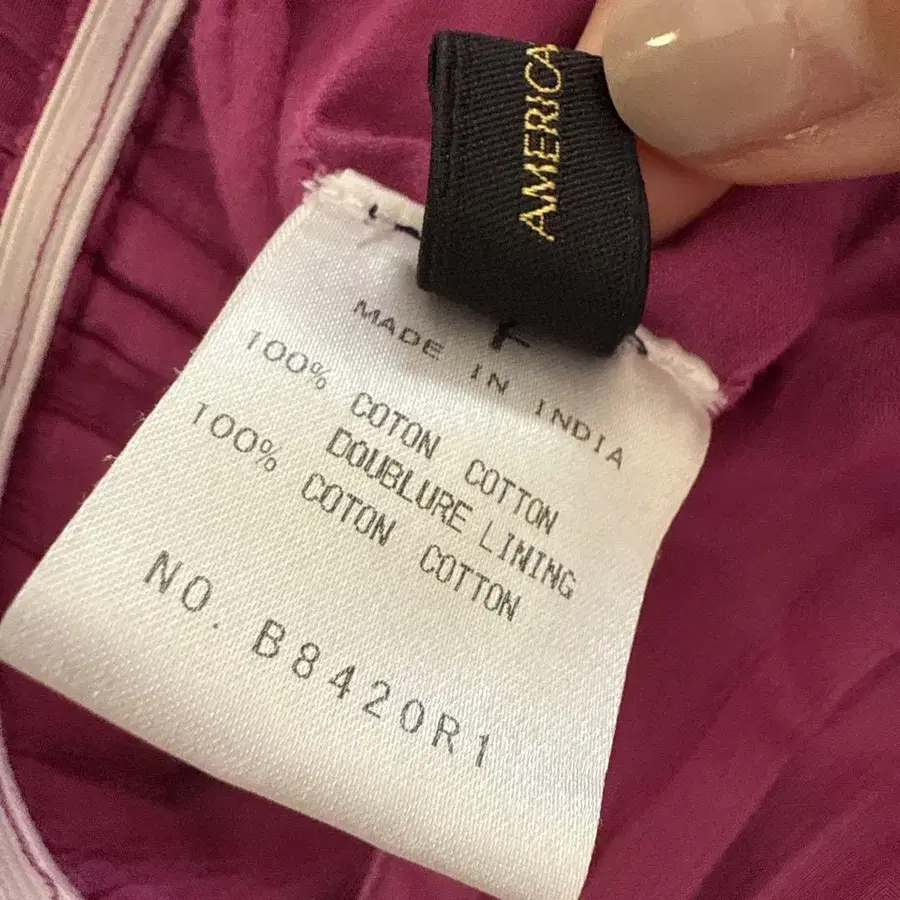 AMERICA
MADE IN INDIA
100% COTON COTTON
DOUBLURE LINING
100% COTON COTTON
NO. B8420R1